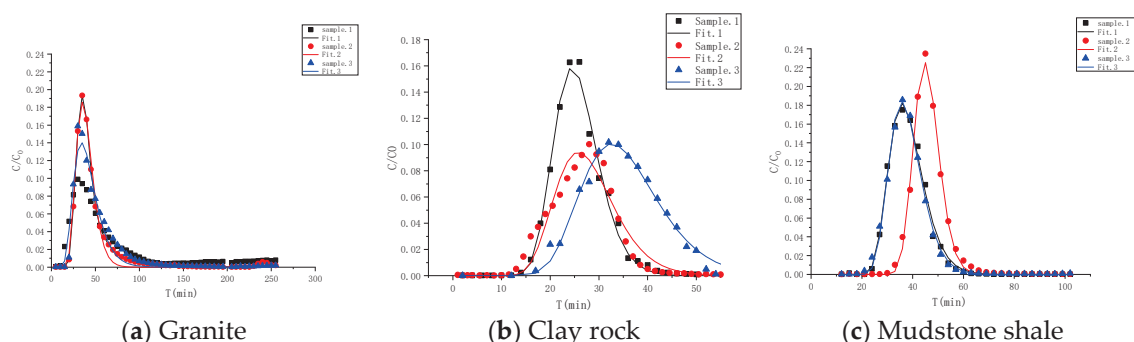 sample.1
Fit.1
sample.2
Fit.2
sample.3
Fit.3
0.24
0.22
0.20
0.18
0.16
0.14
0.12
0.10
0.08
0.06
0.04
0.02
0.00
C/C₀
0 50 100 150 200 250 300
T(min)
(a) Granite
Sample.1
Fit.1
Sample.2
Fit.2
Sample.3
Fit.3
0.18
0.16
0.14
0.12
0.10
0.08
0.06
0.04
0.02
0.00
C/C0
0 10 20 30 40 50
T(min)
(b) Clay rock
sample.1
Fit.1
sample.2
Fit.2
sample.3
Fit.3
0.24
0.22
0.20
0.18
0.16
0.14
0.12
0.10
0.08
0.06
0.04
0.02
0.00
C/C₀
0 20 40 60 80 100
T(min)
(c) Mudstone shale